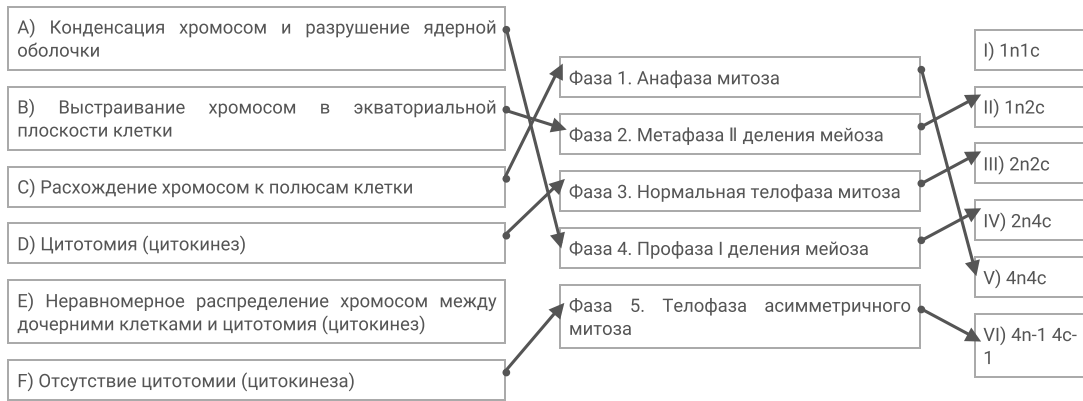 A) Конденсация хромосом и разрушение ядерной
оболочки
B) Выстраивание хромосом в экваториальной
плоскости клетки
C) Расхождение хромосом к полюсам клетки
D) Цитотомия (цитокинез)
E) Неравномерное распределение хромосом между
дочерними клетками и цитотомия (цитокинез)
F) Отсутствие цитотомии (цитокинеза)
Фаза 1. Анафаза митоза
Фаза 2. Метафаза II деления мейоза
Фаза 3. Нормальная телофаза митоза
Фаза 4. Профаза I деления мейоза
Фаза 5. Телофаза асимметричного
митоза
I) 1n1c
II) 1n2c
III) 2n2c
IV) 2n4c
V) 4n4c
VI) 4n-1 4c-
1